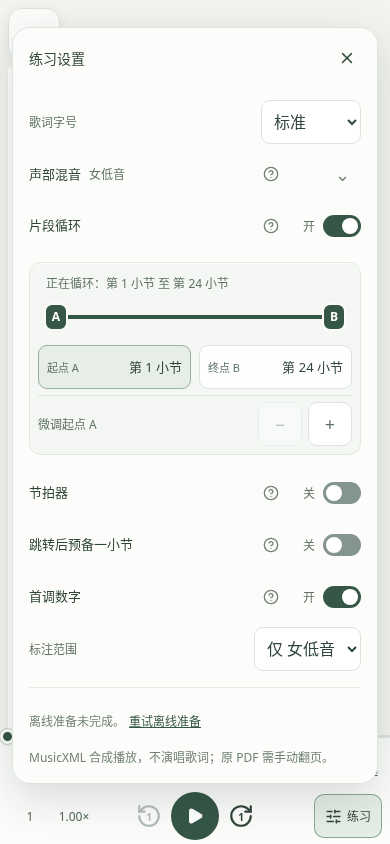 练习设置
歌词字号 标准
声部混音 女低音
片段循环 开
正在循环：第 1 小节 至 第 24 小节
A B
起点 A 第 1 小节 终点 B 第 24 小节
微调起点 A − +
节拍器 关
跳转后预备一小节 关
首调数字 开
标注范围 仅 女低音
离线准备未完成。 重试离线准备
MusicXML 合成播放，不演唱歌词；原 PDF 需手动翻页。
1 1.00× 1 1 练习